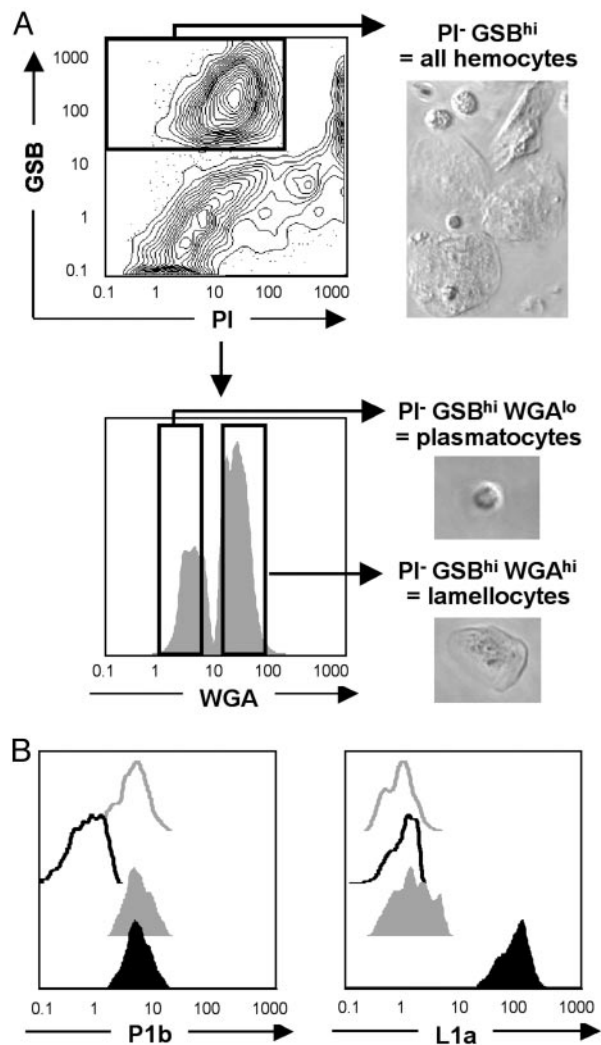 A
PI⁻ GSBʰⁱ
= all hemocytes
1000
100
10
1
0.1
GSB
0.1 1 10 100 1000
PI
PI⁻ GSBʰⁱ WGAˡᵒ
= plasmatocytes
PI⁻ GSBʰⁱ WGAʰⁱ
= lamellocytes
1 10 100 1000
WGA
B
0.1 1 10 100 1000
P1b
0.1 1 10 100 1000
L1a